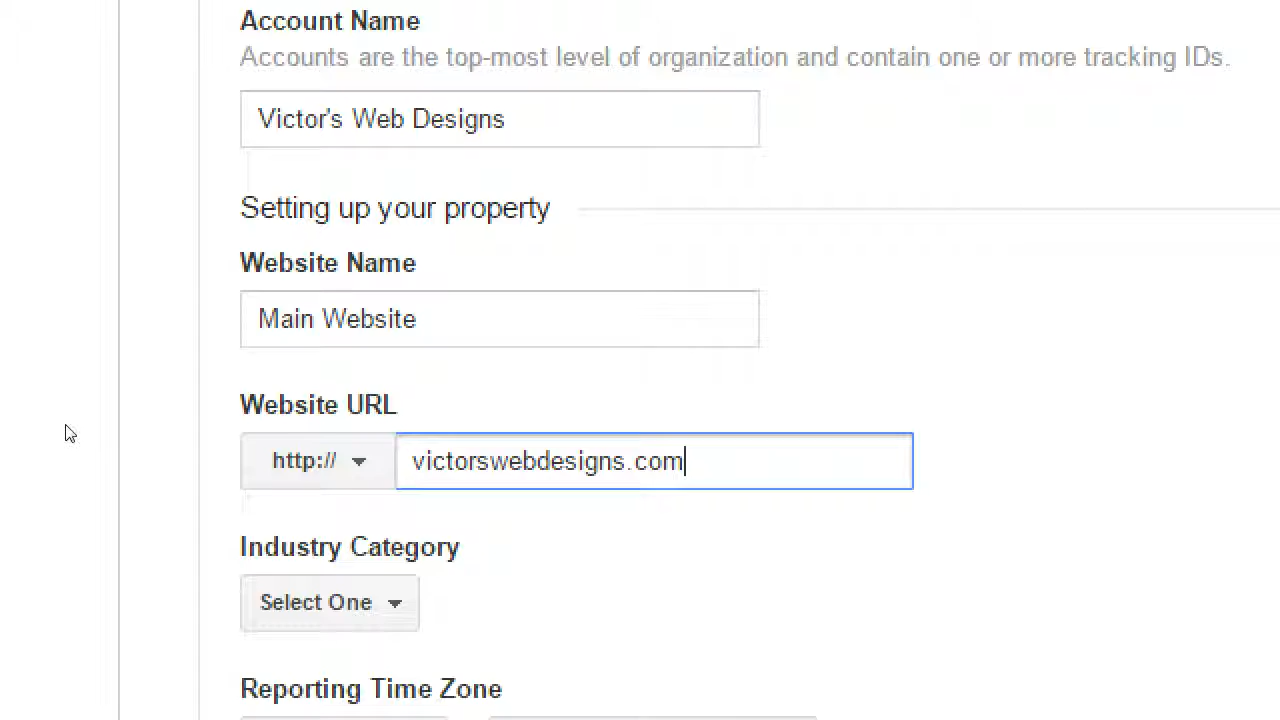 Account Name
Accounts are the top-most level of organization and contain one or more tracking IDs.
Victor's Web Designs
Setting up your property
Website Name
Main Website
Website URL
http:// victorswebdesigns.com
Industry Category
Select One
Reporting Time Zone